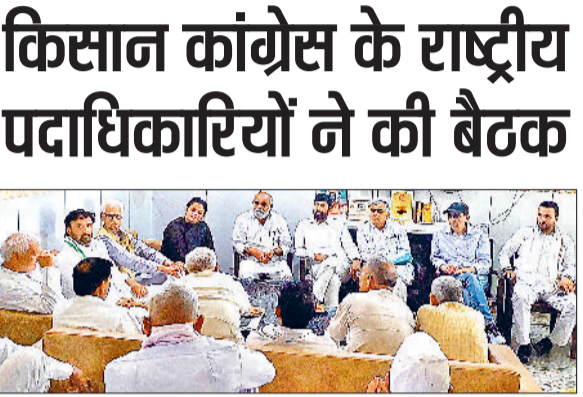 किसान कांग्रेस के राष्ट्रीय
पदाधिकारियों ने की बैठक